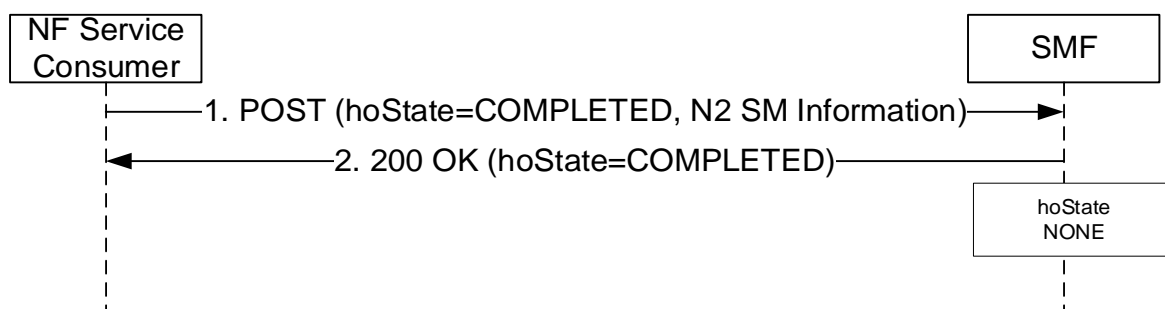 NF Service
Consumer
SMF
1. POST (hoState=COMPLETED, N2 SM Information)
2. 200 OK (hoState=COMPLETED)
hoState
NONE